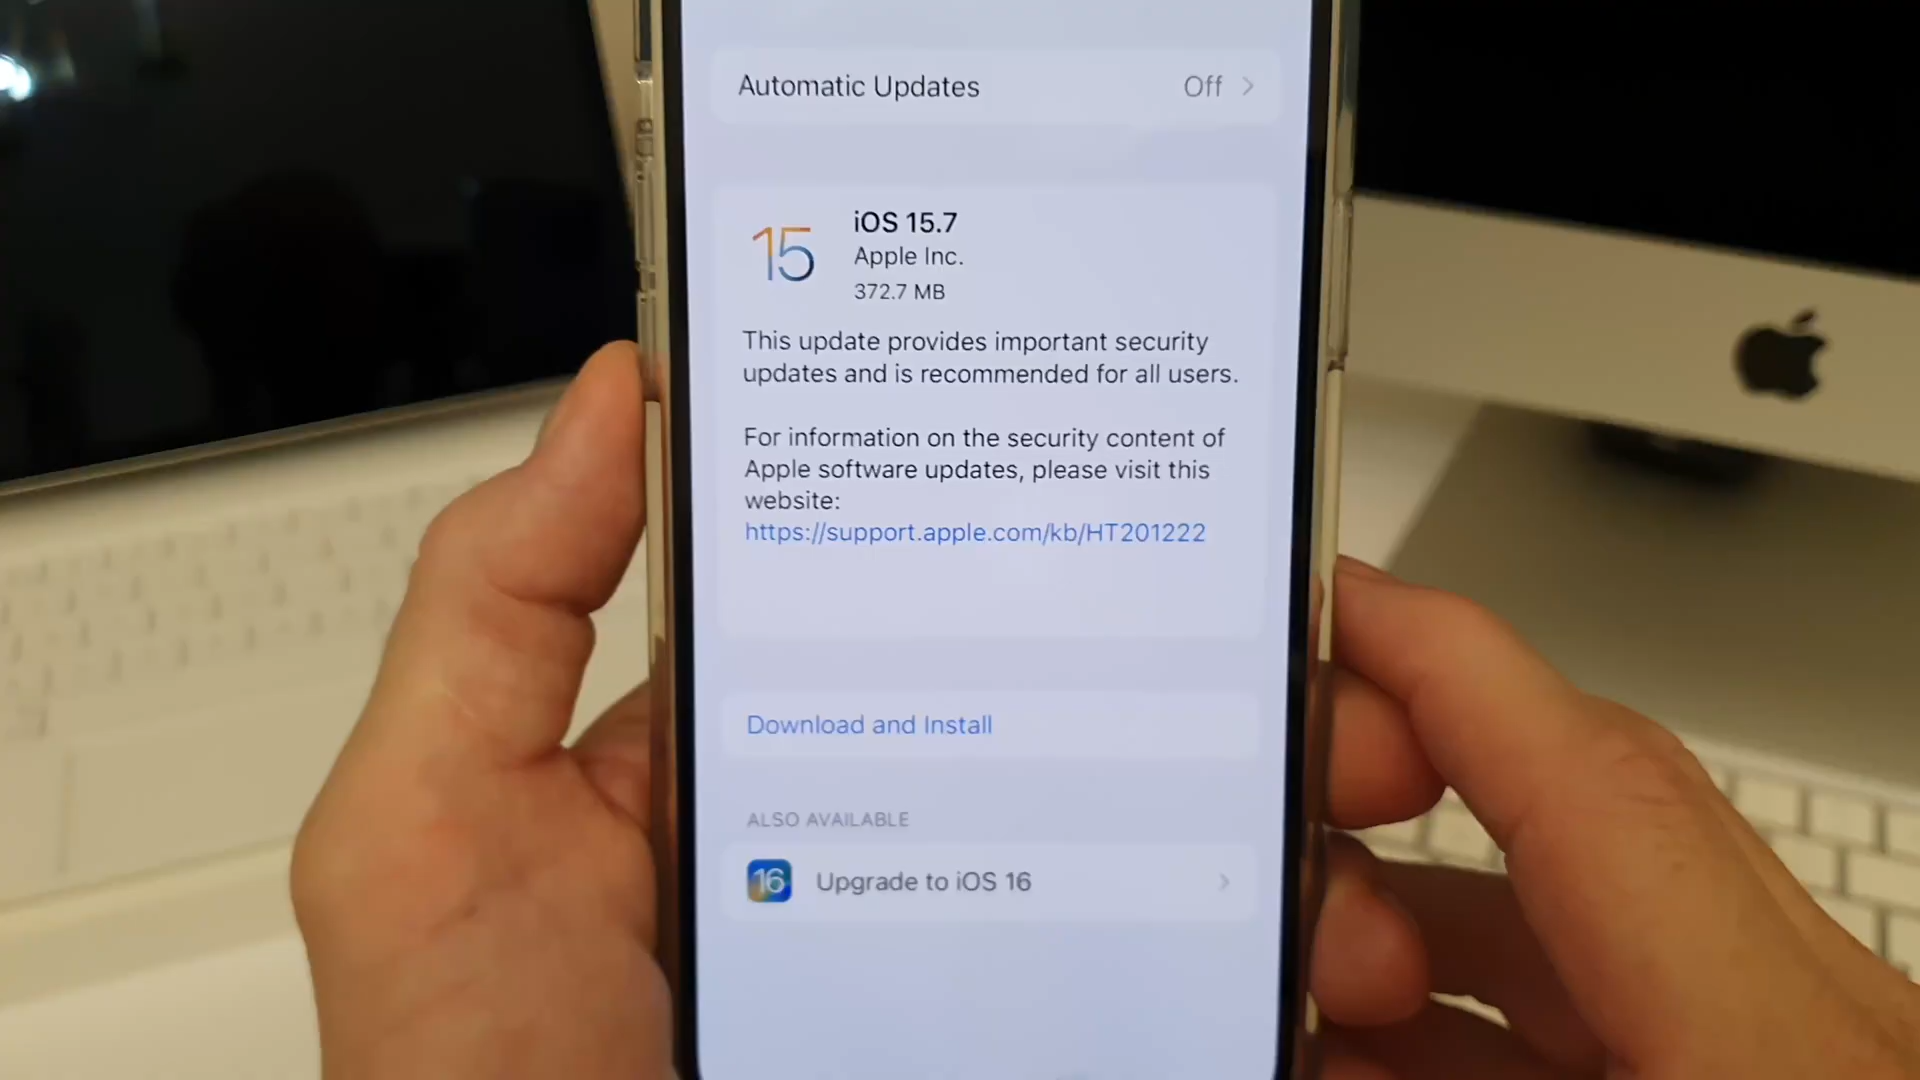 Automatic Updates Off
15
iOS 15.7
Apple Inc.
372.7 MB
This update provides important security
updates and is recommended for all users.
For information on the security content of
Apple software updates, please visit this
website:
https://support.apple.com/kb/HT201222
Download and Install
ALSO AVAILABLE
16 Upgrade to iOS 16